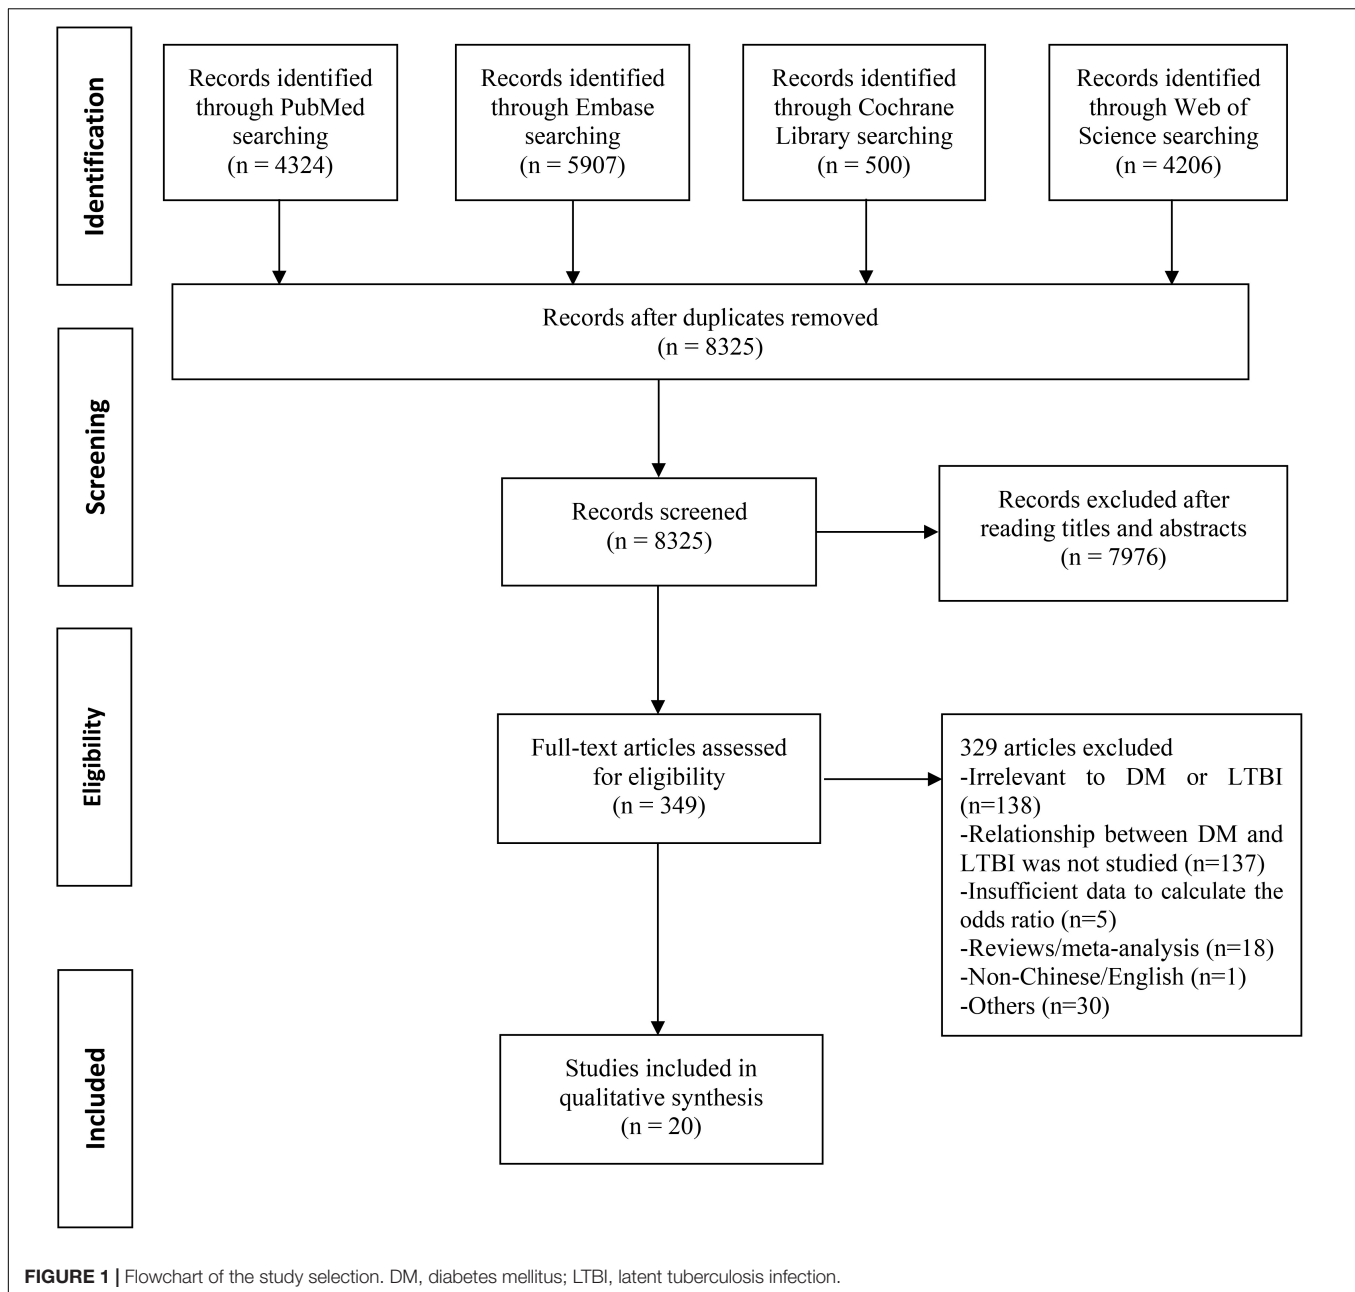 Identification
Records identified
through PubMed
searching
(n = 4324)
Records identified
through Embase
searching
(n = 5907)
Records identified
through Cochrane
Library searching
(n = 500)
Records identified
through Web of
Science searching
(n = 4206)
Records after duplicates removed
(n = 8325)
Screening
Records screened
(n = 8325)
Records excluded after
reading titles and abstracts
(n = 7976)
Eligibility
Full-text articles assessed
for eligibility
(n = 349)
329 articles excluded
-Irrelevant to DM or LTBI
(n=138)
-Relationship between DM and
LTBI was not studied (n=137)
-Insufficient data to calculate the
odds ratio (n=5)
-Reviews/meta-analysis (n=18)
-Non-Chinese/English (n=1)
-Others (n=30)
Included
Studies included in
qualitative synthesis
(n = 20)
FIGURE 1 | Flowchart of the study selection. DM, diabetes mellitus; LTBI, latent tuberculosis infection.